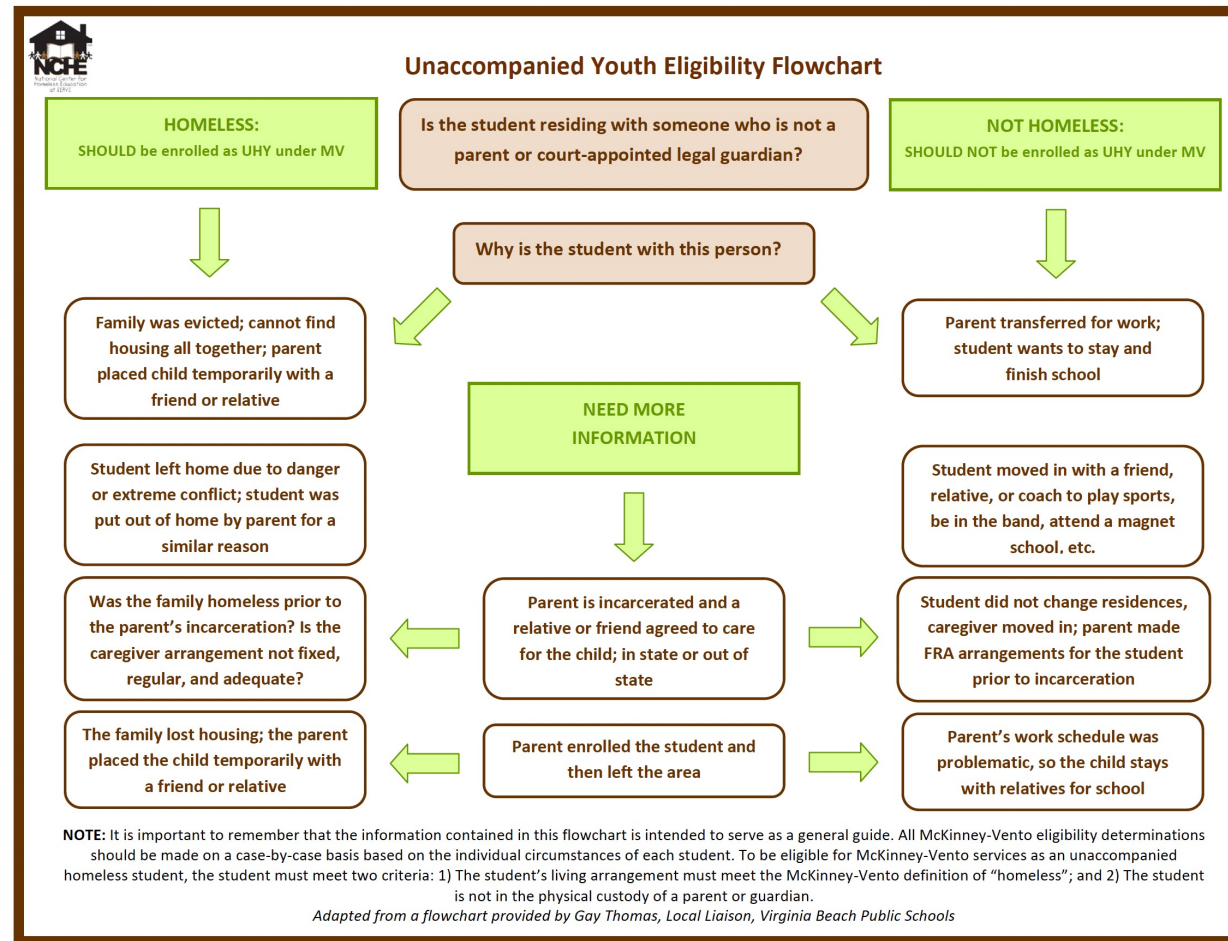 NCHE
National Center for
Homeless Education
at SERVE
Unaccompanied Youth Eligibility Flowchart
HOMELESS:
SHOULD be enrolled as UHY under MV
Is the student residing with someone who is not a
parent or court-appointed legal guardian?
NOT HOMELESS:
SHOULD NOT be enrolled as UHY under MV
Why is the student with this person?
Family was evicted; cannot find
housing all together; parent
placed child temporarily with a
friend or relative
Parent transferred for work;
student wants to stay and
finish school
NEED MORE
INFORMATION
Student left home due to danger
or extreme conflict; student was
put out of home by parent for a
similar reason
Student moved in with a friend,
relative, or coach to play sports,
be in the band, attend a magnet
school, etc.
Was the family homeless prior to
the parent’s incarceration? Is the
caregiver arrangement not fixed,
regular, and adequate?
Parent is incarcerated and a
relative or friend agreed to care
for the child; in state or out of
state
Student did not change residences,
caregiver moved in; parent made
FRA arrangements for the student
prior to incarceration
The family lost housing; the parent
placed the child temporarily with
a friend or relative
Parent enrolled the student and
then left the area
Parent’s work schedule was
problematic, so the child stays
with relatives for school
NOTE: It is important to remember that the information contained in this flowchart is intended to serve as a general guide. All McKinney-Vento eligibility determinations
should be made on a case-by-case basis based on the individual circumstances of each student. To be eligible for McKinney-Vento services as an unaccompanied
homeless student, the student must meet two criteria: 1) The student’s living arrangement must meet the McKinney-Vento definition of “homeless”; and 2) The student
is not in the physical custody of a parent or guardian.
Adapted from a flowchart provided by Gay Thomas, Local Liaison, Virginia Beach Public Schools